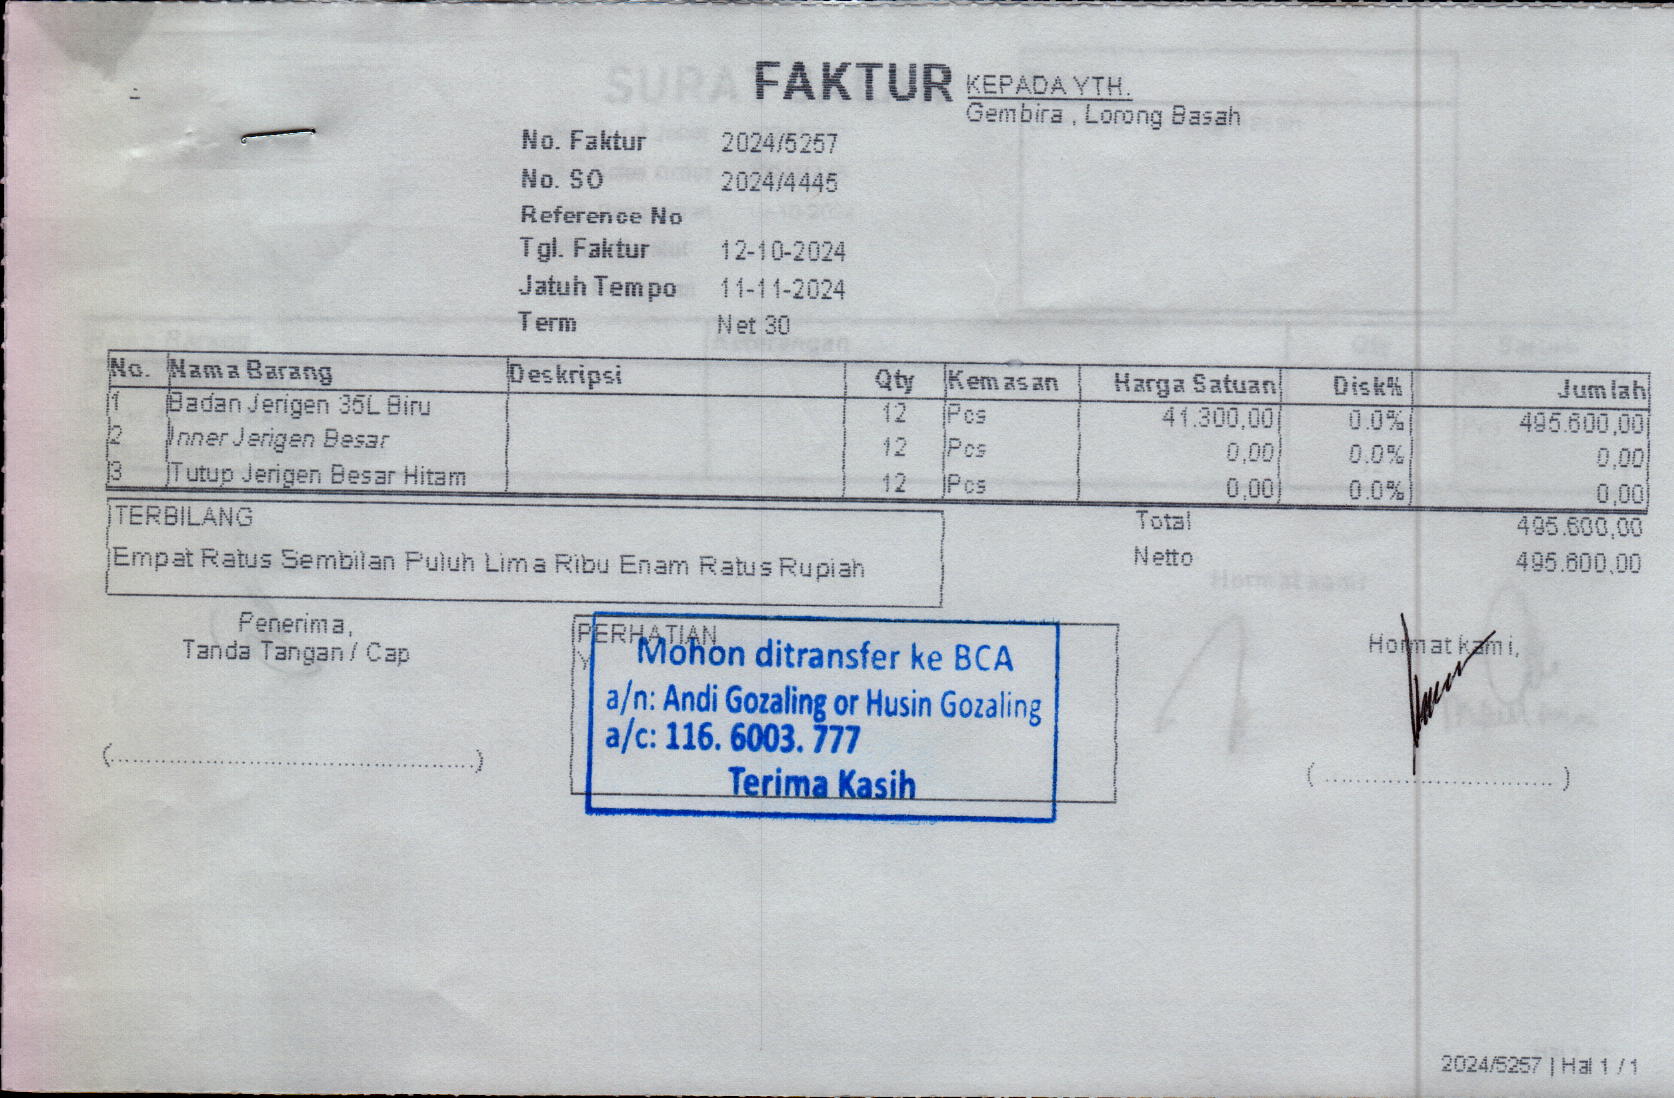 FAKTUR
KEPADA YTH.
Gembira , Lorong Basah
No. Faktur 2024/5257
No. SO 2024/4445
Reference No
Tgl. Faktur 12-10-2024
Jatuh Tempo 11-11-2024
Term Net 30
No. Nama Barang Deskripsi Qty Kemasan Harga Satuan Disk% Jumlah
1 Badan Jerigen 35L Biru 12 Pcs 41.300,00 0.0% 495.600,00
2 Inner Jerigen Besar 12 Pcs 0,00 0.0% 0,00
3 Tutup Jerigen Besar Hitam 12 Pcs 0,00 0.0% 0,00
TERBILANG
Empat Ratus Sembilan Puluh Lima Ribu Enam Ratus Rupiah
Total 495.600,00
Netto 495.600,00
Penerima,
Tanda Tangan / Cap
(............................................)
PERHATIAN
Mohon ditransfer ke BCA
a/n: Andi Gozaling or Husin Gozaling
a/c: 116. 6003. 777
Terima Kasih
Hormat kami,
(............................)
2024/5257 | Hal 1 / 1